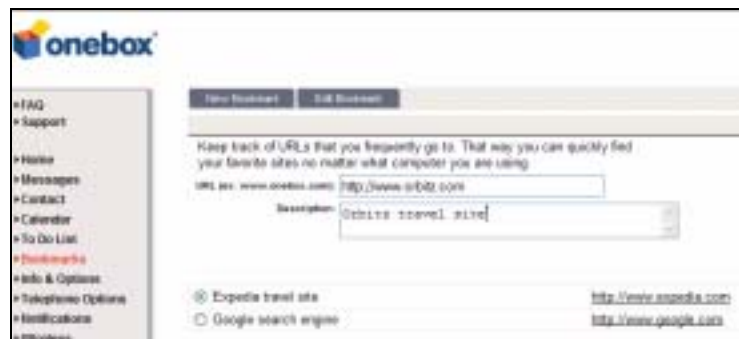 onebox
FAQ
Support
Home
Messages
Contact
Calendar
To Do List
Bookmarks
Info & Options
Telephone Options
Notifications
New Bookmark
Edit Bookmark
Keep track of URLs that you frequently go to. That way you can quickly find
your favorite sites no matter what computer you are using.
URL (ex. www.onebox.com) http://www.orbitz.com
Description Orbitz travel site
Expedia travel site http://www.expedia.com
Google search engine http://www.google.com